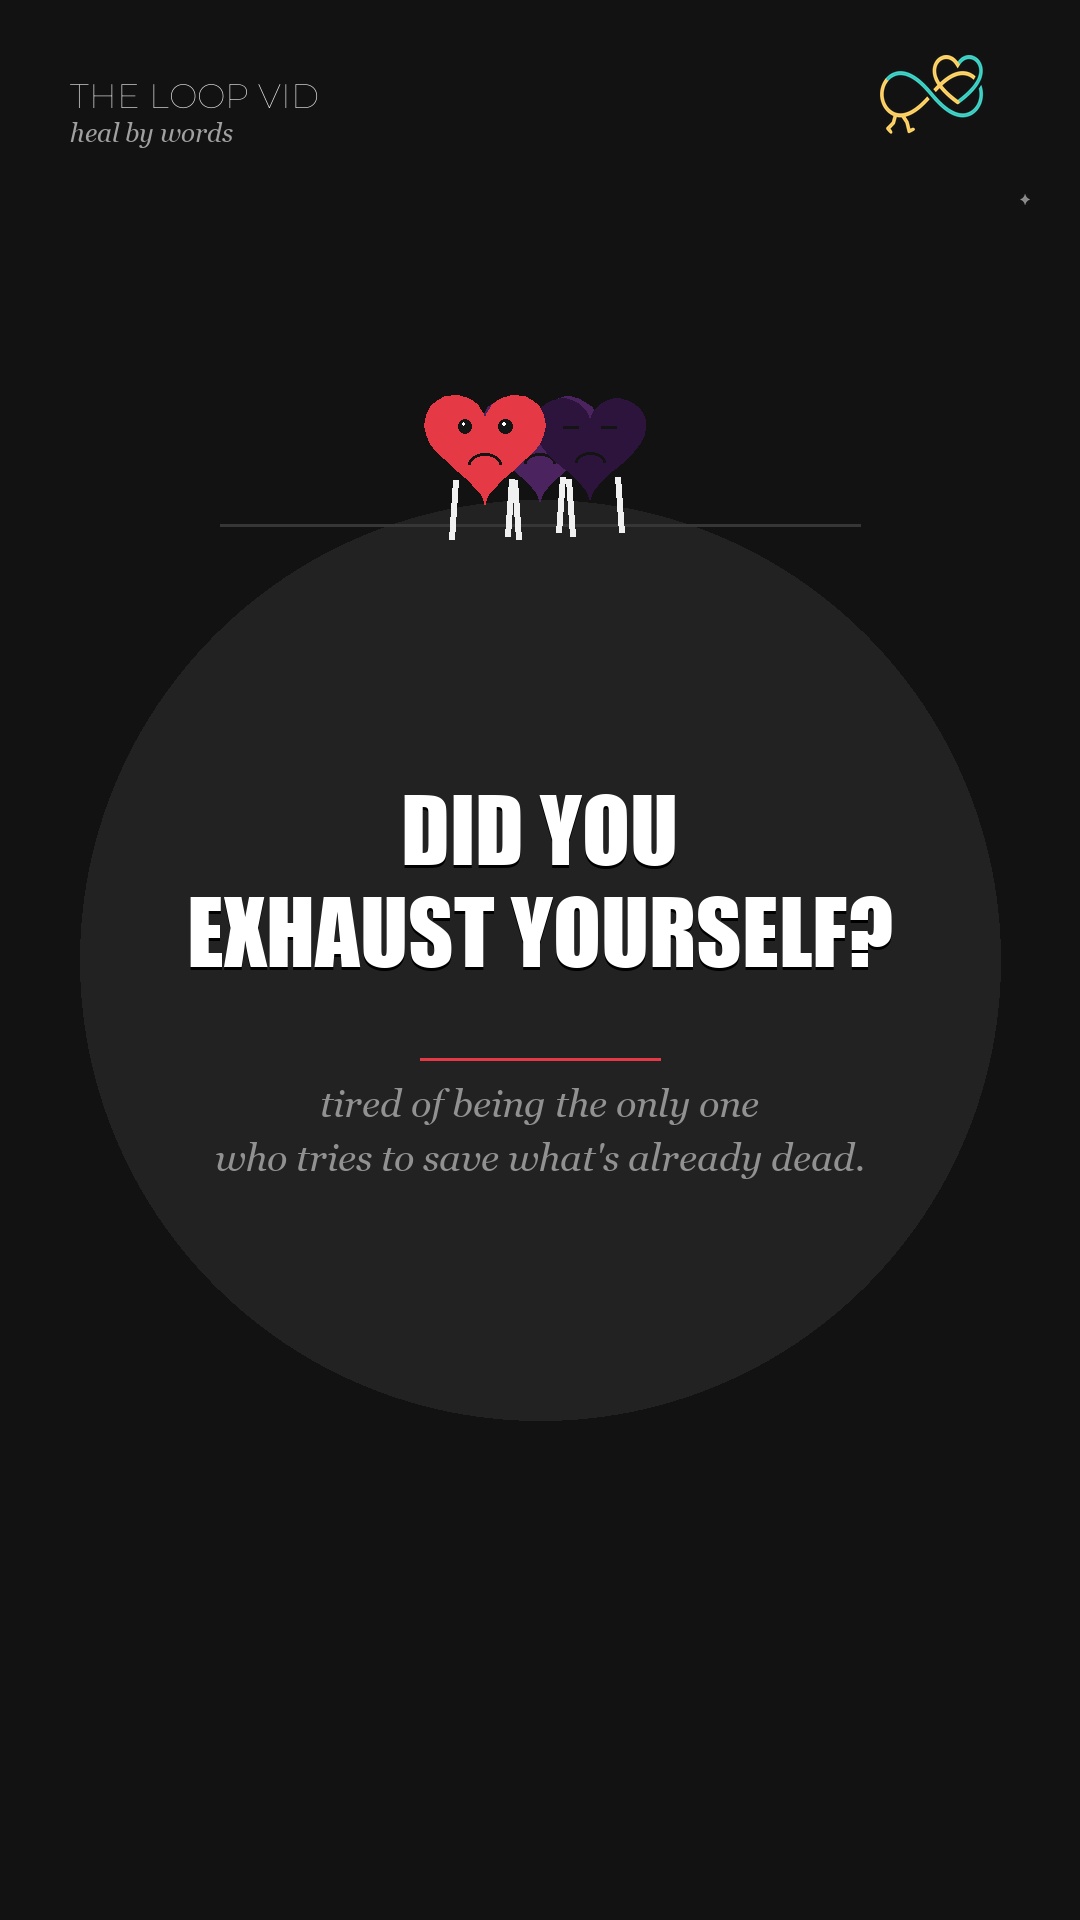 THE LOOP VID
heal by words
DID YOU
EXHAUST YOURSELF?
tired of being the only one
who tries to save what's already dead.